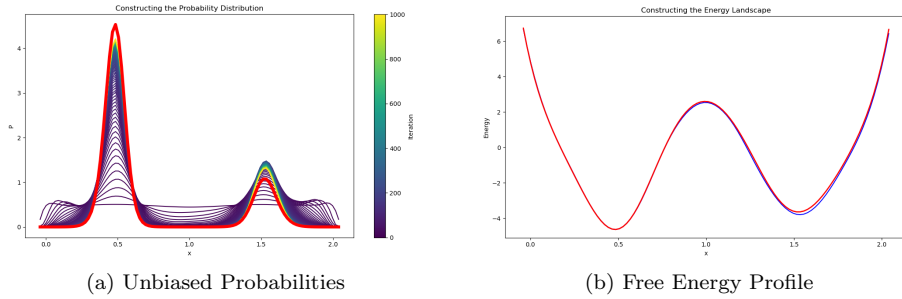 Constructing the Probability Distribution
P
4
3
2
1
0
0.0 0.5 1.0 1.5 2.0
x
1000
800
600
400
200
0
Iteration
Constructing the Energy Landscape
Energy
6
4
2
0
−2
−4
0.0 0.5 1.0 1.5 2.0
x
(a) Unbiased Probabilities
(b) Free Energy Profile